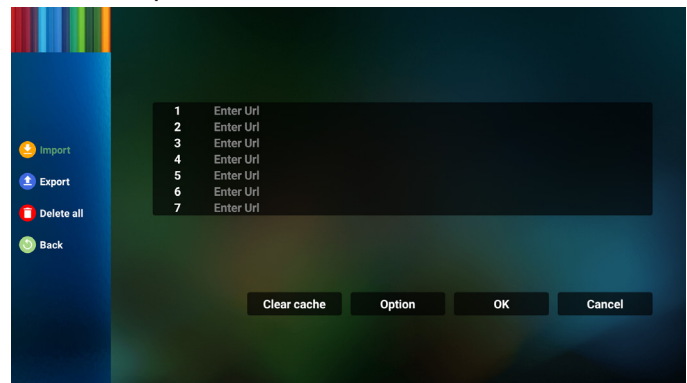 1 Enter Url
2 Enter Url
3 Enter Url
4 Enter Url
5 Enter Url
6 Enter Url
7 Enter Url
Import
Export
Delete all
Back
Clear cache Option OK Cancel